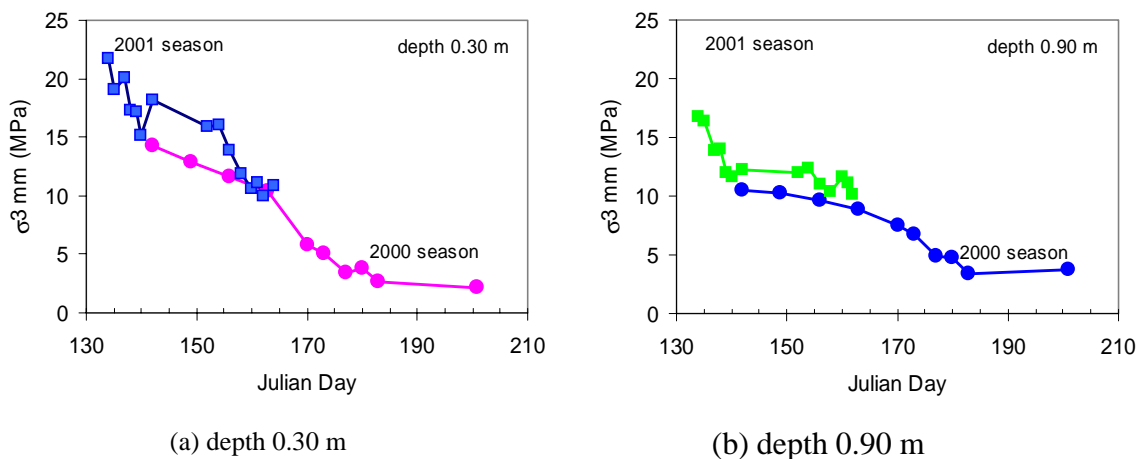 25
20
15
10
5
0
σ3 mm (MPa)
2001 season
depth 0.30 m
2000 season
130 150 170 190 210
Julian Day
(a) depth 0.30 m
25
20
15
10
5
0
σ3 mm (MPa)
2001 season
depth 0.90 m
2000 season
130 150 170 190 210
Julian Day
(b) depth 0.90 m